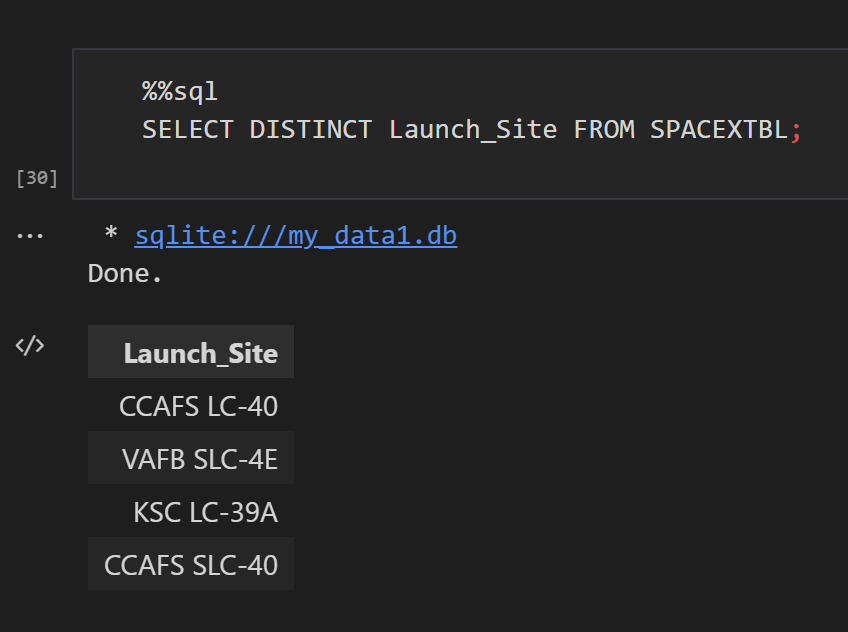 %%sql
SELECT DISTINCT Launch_Site FROM SPACEXTBL;
[30]
... * sqlite:///my_data1.db
Done.
</> Launch_Site
CCAFS LC-40
VAFB SLC-4E
KSC LC-39A
CCAFS SLC-40